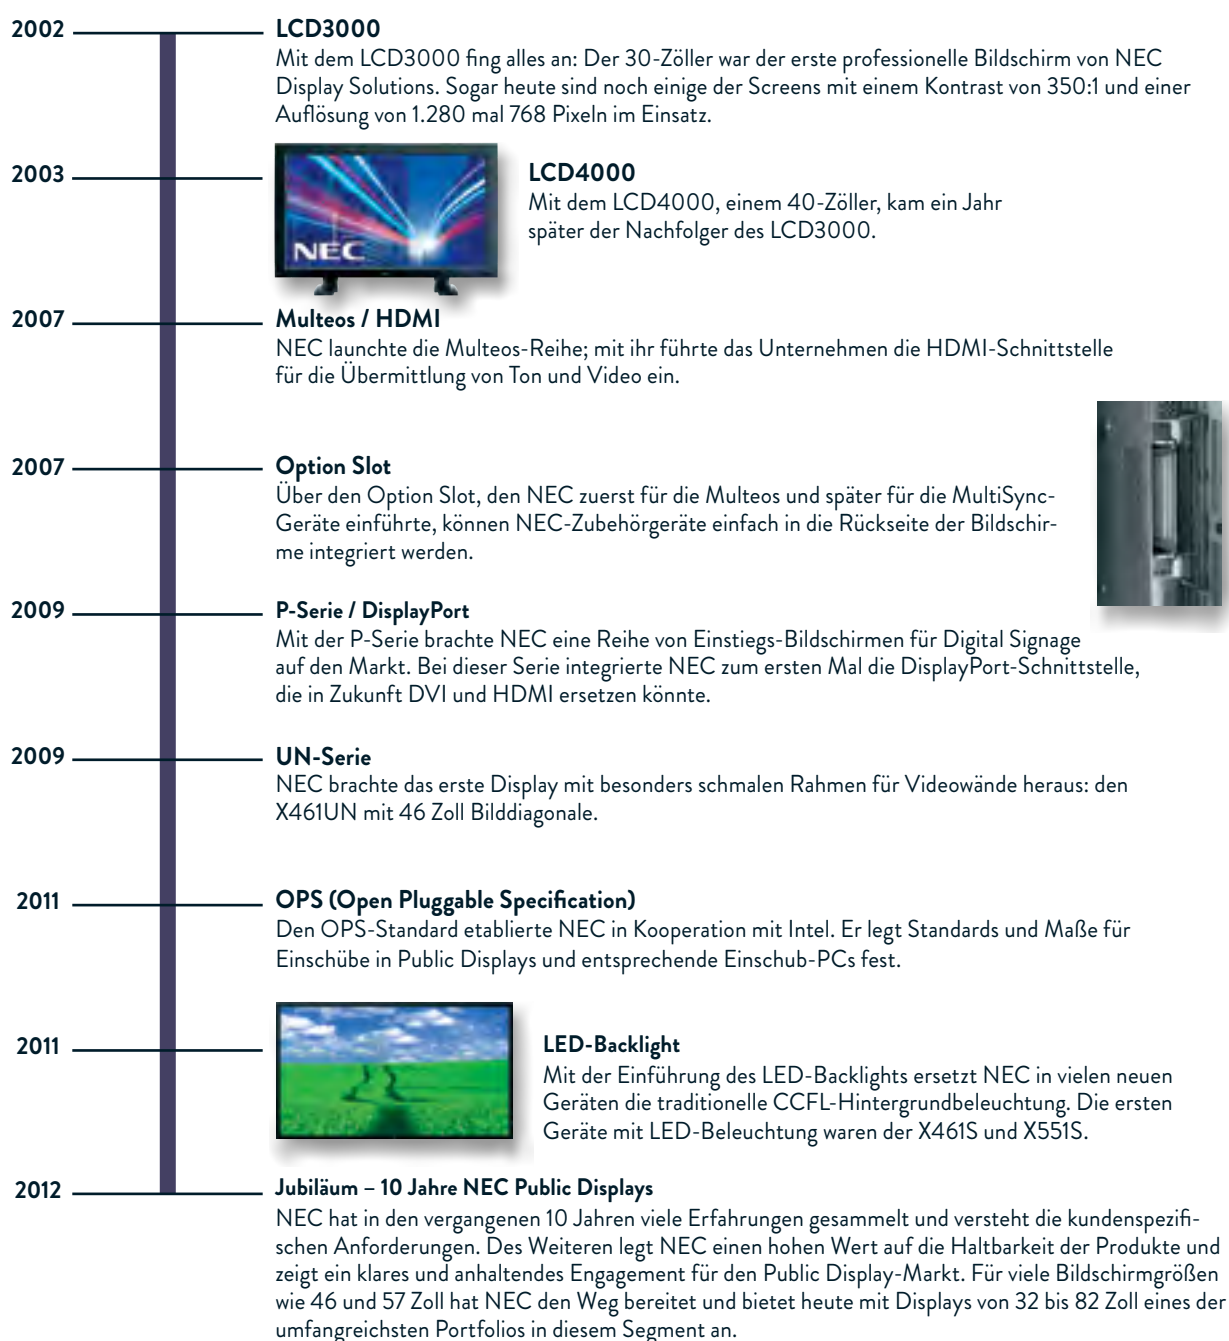 2002
LCD3000
Mit dem LCD3000 fing alles an: Der 30-Zöller war der erste professionelle Bildschirm von NEC
Display Solutions. Sogar heute sind noch einige der Screens mit einem Kontrast von 350:1 und einer
Auflösung von 1.280 mal 768 Pixeln im Einsatz.
2003
NEC
LCD4000
Mit dem LCD4000, einem 40-Zöller, kam ein Jahr
später der Nachfolger des LCD3000.
2007
Multeos / HDMI
NEC launchte die Multeos-Reihe; mit ihr führte das Unternehmen die HDMI-Schnittstelle
für die Übermittlung von Ton und Video ein.
2007
Option Slot
Über den Option Slot, den NEC zuerst für die Multeos und später für die MultiSync-
Geräte einführte, können NEC-Zubehörgeräte einfach in die Rückseite der Bildschir-
me integriert werden.
2009
P-Serie / DisplayPort
Mit der P-Serie brachte NEC eine Reihe von Einstiegs-Bildschirmen für Digital Signage
auf den Markt. Bei dieser Serie integrierte NEC zum ersten Mal die DisplayPort-Schnittstelle,
die in Zukunft DVI und HDMI ersetzen könnte.
2009
UN-Serie
NEC brachte das erste Display mit besonders schmalen Rahmen für Videowände heraus: den
X461UN mit 46 Zoll Bilddiagonale.
2011
OPS (Open Pluggable Specification)
Den OPS-Standard etablierte NEC in Kooperation mit Intel. Er legt Standards und Maße für
Einschübe in Public Displays und entsprechende Einschub-PCs fest.
2011
LED-Backlight
Mit der Einführung des LED-Backlights ersetzt NEC in vielen neuen
Geräten die traditionelle CCFL-Hintergrundbeleuchtung. Die ersten
Geräte mit LED-Beleuchtung waren der X461S und X551S.
2012
Jubiläum – 10 Jahre NEC Public Displays
NEC hat in den vergangenen 10 Jahren viele Erfahrungen gesammelt und versteht die kundenspezifi-
schen Anforderungen. Des Weiteren legt NEC einen hohen Wert auf die Haltbarkeit der Produkte und
zeigt ein klares und anhaltendes Engagement für den Public Display-Markt. Für viele Bildschirmgrößen
wie 46 und 57 Zoll hat NEC den Weg bereitet und bietet heute mit Displays von 32 bis 82 Zoll eines der
umfangreichsten Portfolios in diesem Segment an.